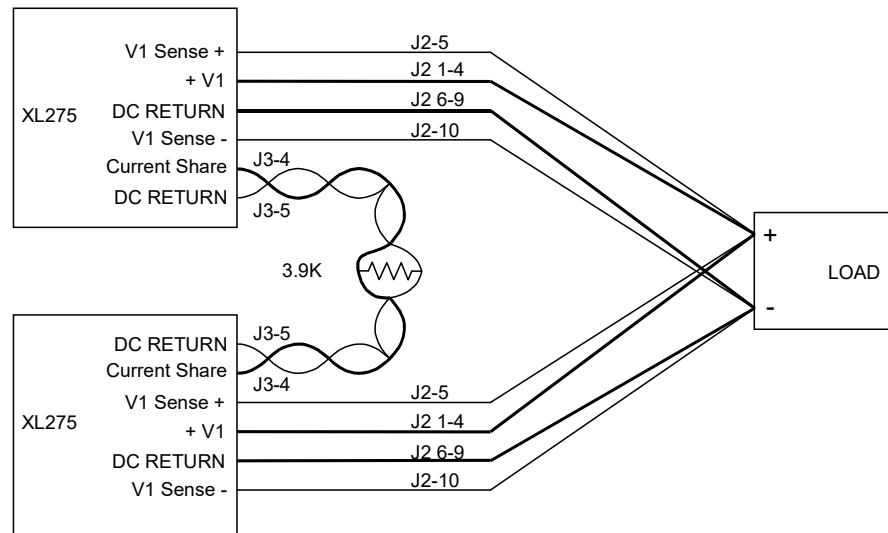 V1 Sense +
J2-5
+ V1
J2 1-4
XL275
DC RETURN
J2 6-9
V1 Sense -
J2-10
Current Share
J3-4
DC RETURN
J3-5
+
3.9K
LOAD
-
DC RETURN
J3-5
Current Share
J3-4
V1 Sense +
J2-5
XL275
+ V1
J2 1-4
DC RETURN
J2 6-9
V1 Sense -
J2-10